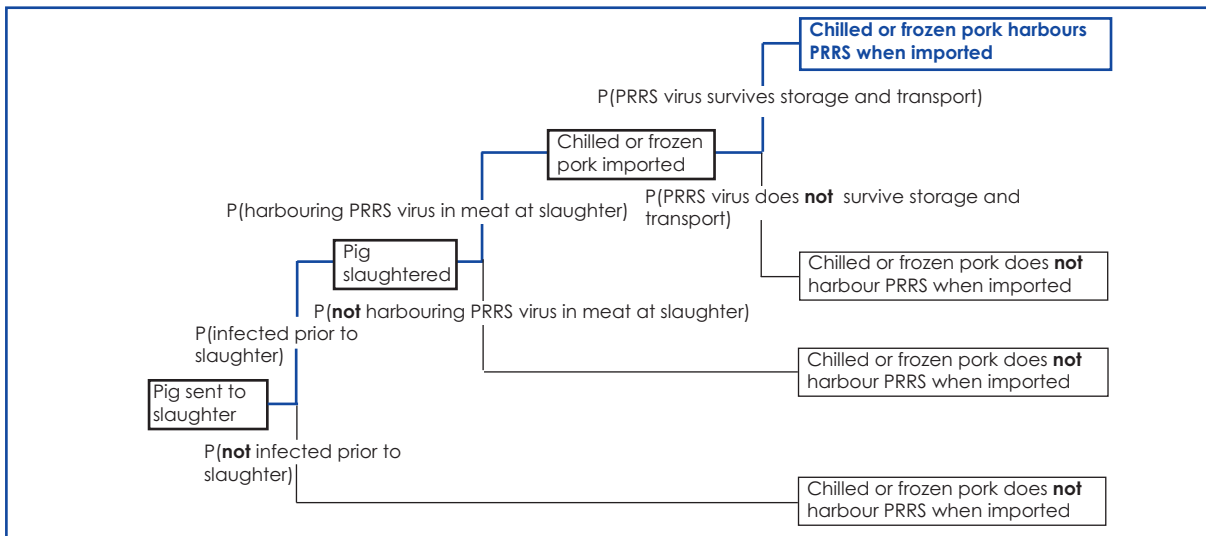 Chilled or frozen pork harbours
PRRS when imported
P(PRRS virus survives storage and transport)
Chilled or frozen
pork imported
P(PRRS virus does not survive storage and
transport)
P(harbouring PRRS virus in meat at slaughter)
Pig
slaughtered
Chilled or frozen pork does not
harbour PRRS when imported
P(not harbouring PRRS virus in meat at slaughter)
P(infected prior to
slaughter)
Chilled or frozen pork does not
harbour PRRS when imported
Pig sent to
slaughter
P(not infected prior to
slaughter)
Chilled or frozen pork does not
harbour PRRS when imported